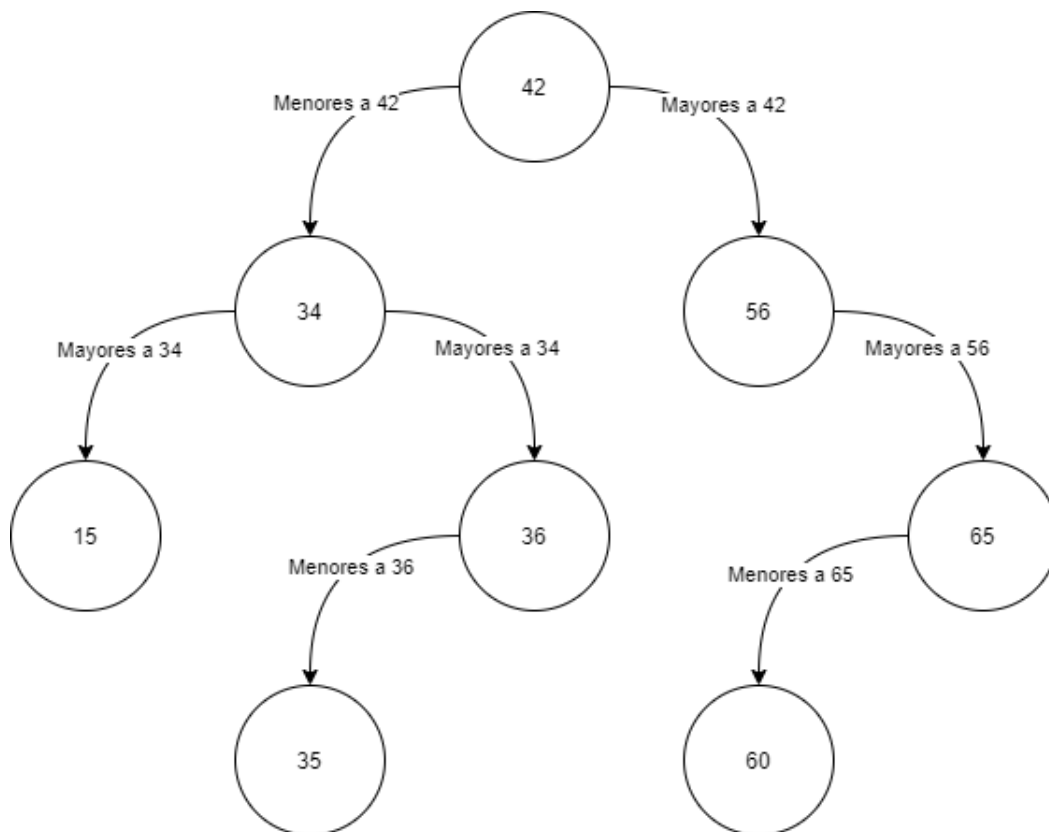 42
Menores a 42
Mayores a 42
34
56
Mayores a 34
Mayores a 34
Mayores a 56
15
36
65
Menores a 36
Menores a 65
35
60